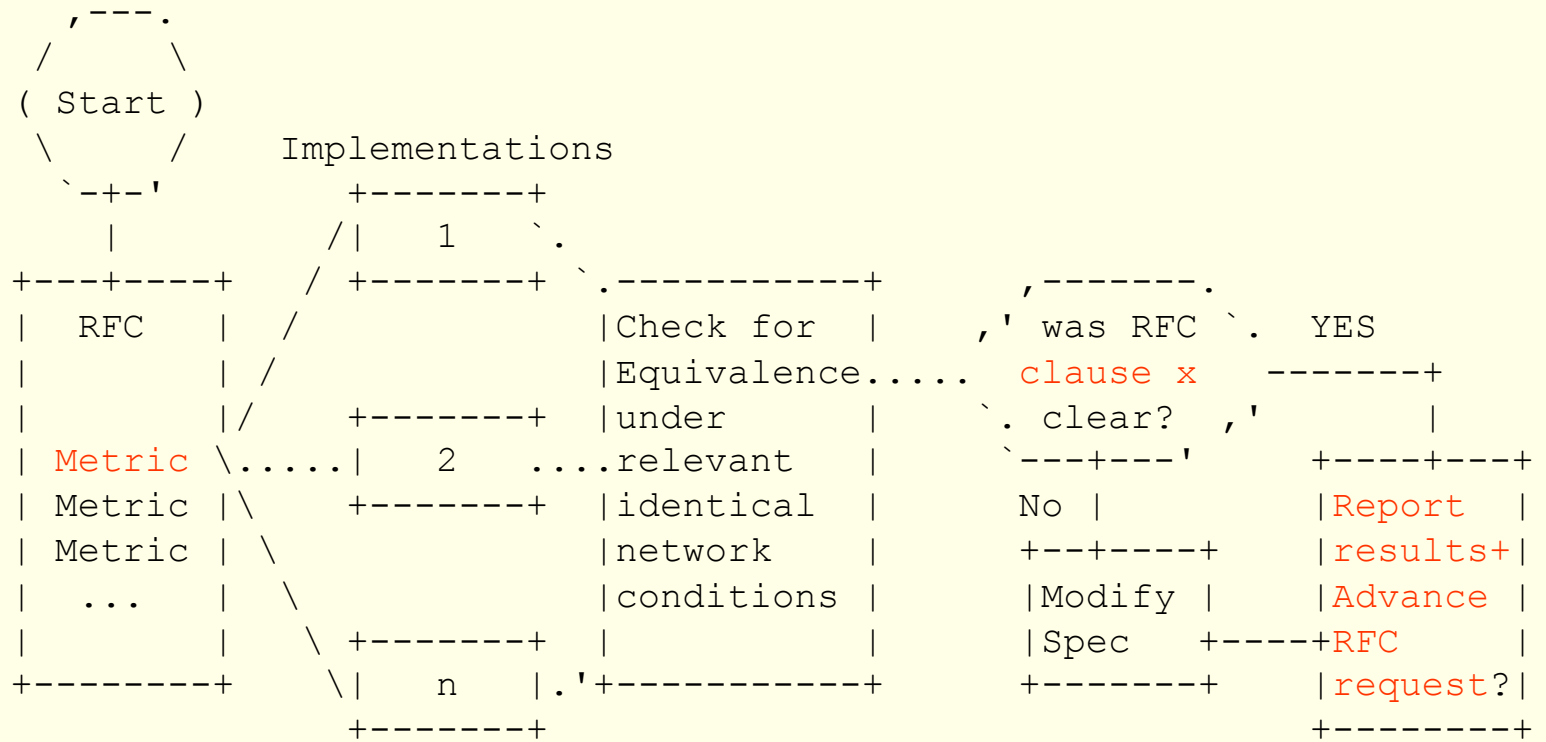 ,---.
  /     \
 ( Start )
  \     /    Implementations
   `-+-'        +-------+
     |         /|   1   `.
 +---+----+   / +-------+ `.-----------+      ,-------.
 |  RFC   |  /            |Check for  |    ,' was RFC `.  YES
 |        | /             |Equivalence.....  clause x   -------+
 |        |/    +-------+ |under      |    `. clear? ,'        |
 | Metric \.....|   2   ....relevant   |      `---+---'     +----+---+
 | Metric |\    +-------+ |identical  |      No |         |Report  |
 | Metric | \             |network    |      +--+----+    |results+|
 |  ...   |  \            |conditions |      |Modify |    |Advance |
 |        |   \ +-------+ |           |      |Spec   +----+RFC     |
 +--------+    \|   n   |.'+-----------+      +-------+    |request?|
                +-------+                                 +--------+